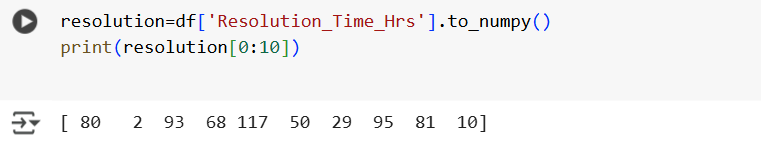 resolution=df['Resolution_Time_Hrs'].to_numpy()
print(resolution[0:10])
[ 80   2  93  68 117  50  29  95  81  10]